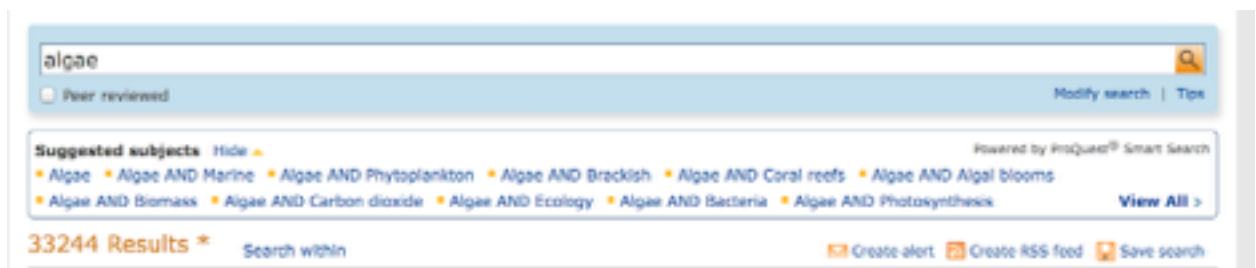 algae
Peer reviewed Modify search | Tips
Suggested subjects Hide Powered by ProQuest® Smart Search
Algae Algae AND Marine Algae AND Phytoplankton Algae AND Brackish Algae AND Coral reefs Algae AND Algal blooms
Algae AND Biomass Algae AND Carbon dioxide Algae AND Ecology Algae AND Bacteria Algae AND Photosynthesis View All >
33244 Results * Search within Create alert Create RSS feed Save search